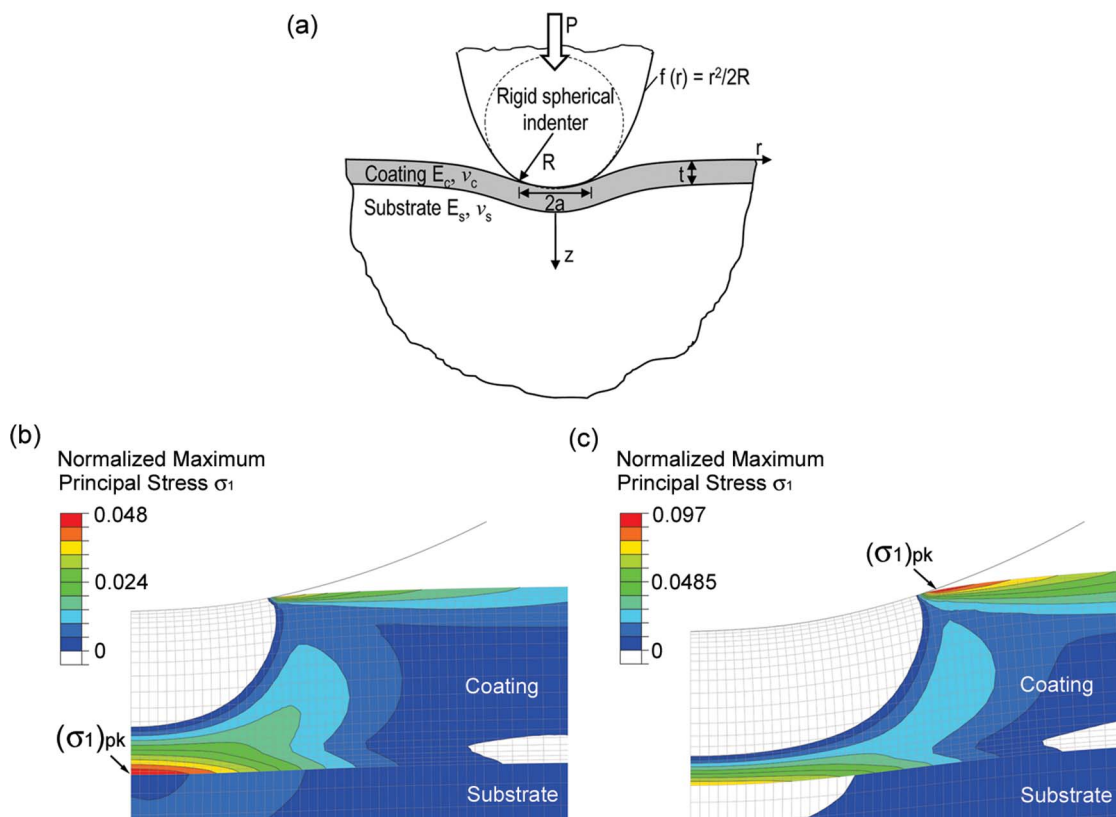 (a)
P
f (r) = r²/2R
Rigid spherical
indenter
R
r
Coating E꜀, ν꜀
t
2a
Substrate Eₛ, νₛ
z
(b)
Normalized Maximum
Principal Stress σ₁
0.048
0.024
0
Coating
(σ₁)pk
Substrate
(c)
Normalized Maximum
Principal Stress σ₁
0.097
(σ₁)pk
0.0485
0
Coating
Substrate